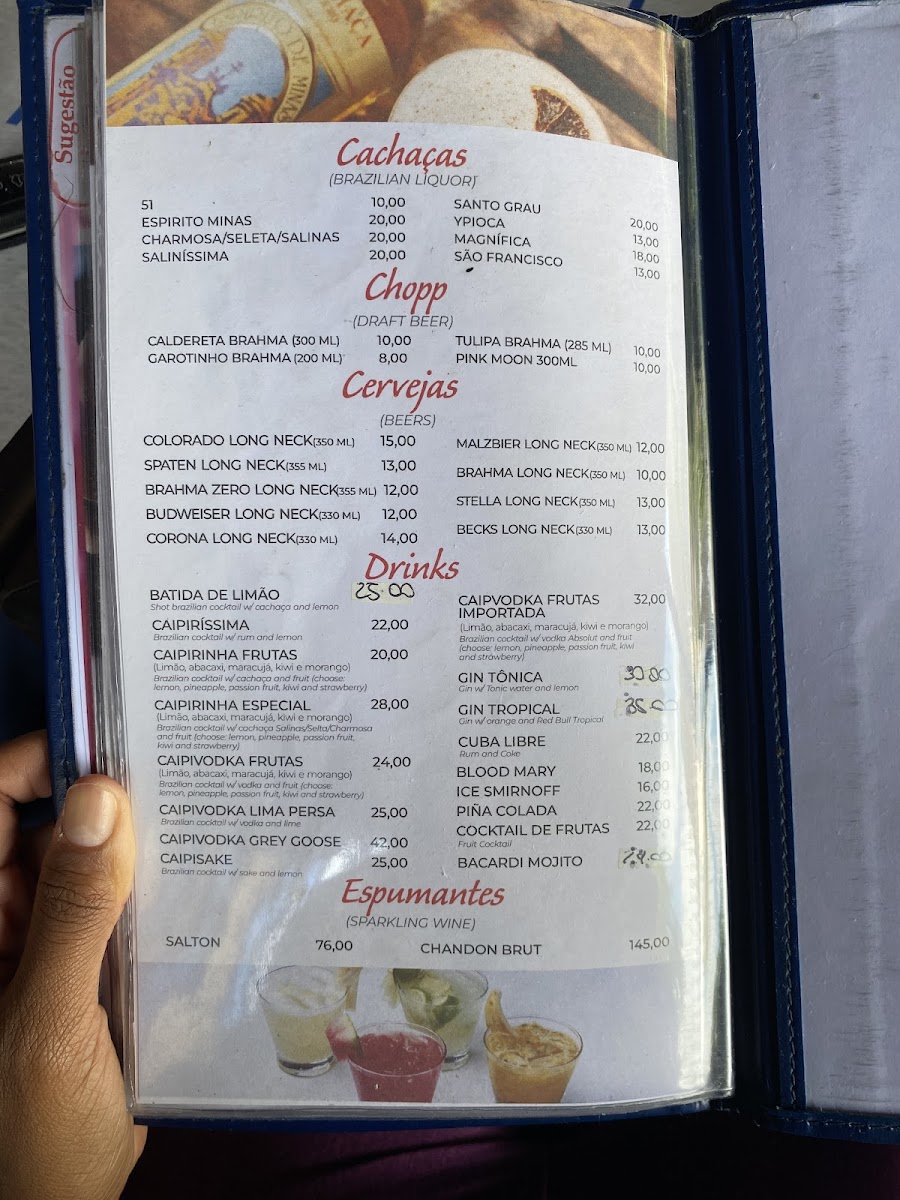 Sugestão
DE MINAS
Cachaças
(BRAZILIAN LIQUOR)
51 10,00
ESPIRITO MINAS 20,00
CHARMOSA/SELETA/SALINAS 20,00
SALINÍSSIMA 20,00
SANTO GRAU 20,00
YPIOCA 13,00
MAGNÍFICA 18,00
SÃO FRANCISCO 13,00
Chopp
(DRAFT BEER)
CALDERETA BRAHMA (300 ML) 10,00
GAROTINHO BRAHMA (200 ML) 8,00
TULIPA BRAHMA (285 ML) 10,00
PINK MOON 300ML 10,00
Cervejas
(BEERS)
COLORADO LONG NECK(350 ML) 15,00
SPATEN LONG NECK(355 ML) 13,00
BRAHMA ZERO LONG NECK(355 ML) 12,00
BUDWEISER LONG NECK(330 ML) 12,00
CORONA LONG NECK(330 ML) 14,00
MALZBIER LONG NECK(350 ML) 12,00
BRAHMA LONG NECK(350 ML) 10,00
STELLA LONG NECK(350 ML) 13,00
BECKS LONG NECK(330 ML) 13,00
Drinks
BATIDA DE LIMÃO 25.00
Shot brazilian cocktail w/ cachaça and lemon
CAIPIRÍSSIMA 22,00
Brazilian cocktail w/ rum and lemon
CAIPIRINHA FRUTAS 20,00
(Limão, abacaxi, maracujá, kiwi e morango)
Brazilian cocktail w/ cachaça and fruit (choose:
lemon, pineapple, passion fruit, kiwi and strawberry)
CAIPIRINHA ESPECIAL 28,00
(Limão, abacaxi, maracujá, kiwi e morango)
Brazilian cocktail w/ cachaça Salinas/Selta/Charmosa
and fruit (choose: lemon, pineapple, passion fruit,
kiwi and strawberry)
CAIPIVODKA FRUTAS 24,00
(Limão, abacaxi, maracujá, kiwi e morango)
Brazilian cocktail w/ vodka and fruit (choose:
lemon, pineapple, passion fruit, kiwi and strawberry)
CAIPIVODKA LIMA PERSA 25,00
Brazilian cocktail w/ vodka and lime
CAIPIVODKA GREY GOOSE 42,00
CAIPISAKE 25,00
Brazilian cocktail w/ sake and lemon
CAIPVODKA FRUTAS 32,00
IMPORTADA
(Limão, abacaxi, maracujá, kiwi e morango)
Brazilian cocktail w/ vodka Absolut and fruit
(choose: lemon, pineapple, passion fruit, kiwi
and strawberry)
GIN TÔNICA 30.00
Gin w/ Tonic water and lemon
GIN TROPICAL 35.00
Gin w/ orange and Red Bull Tropical
CUBA LIBRE 22,00
Rum and Coke
BLOOD MARY 18,00
ICE SMIRNOFF 16,00
PIÑA COLADA 22,00
COCKTAIL DE FRUTAS 22,00
Fruit Cocktail
BACARDI MOJITO
Espumantes
(SPARKLING WINE)
SALTON 76,00
CHANDON BRUT 145,00